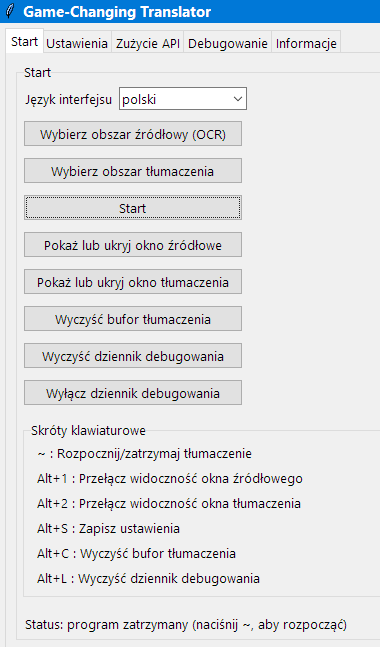 Game-Changing Translator
Start Ustawienia Zużycie API Debugowanie Informacje
Start
Język interfejsu polski
Wybierz obszar źródłowy (OCR)
Wybierz obszar tłumaczenia
Start
Pokaż lub ukryj okno źródłowe
Pokaż lub ukryj okno tłumaczenia
Wyczyść bufor tłumaczenia
Wyczyść dziennik debugowania
Wyłącz dziennik debugowania
Skróty klawiaturowe
~ : Rozpocznij/zatrzymaj tłumaczenie
Alt+1 : Przełącz widoczność okna źródłowego
Alt+2 : Przełącz widoczność okna tłumaczenia
Alt+S : Zapisz ustawienia
Alt+C : Wyczyść bufor tłumaczenia
Alt+L : Wyczyść dziennik debugowania
Status: program zatrzymany (naciśnij ~, aby rozpocząć)